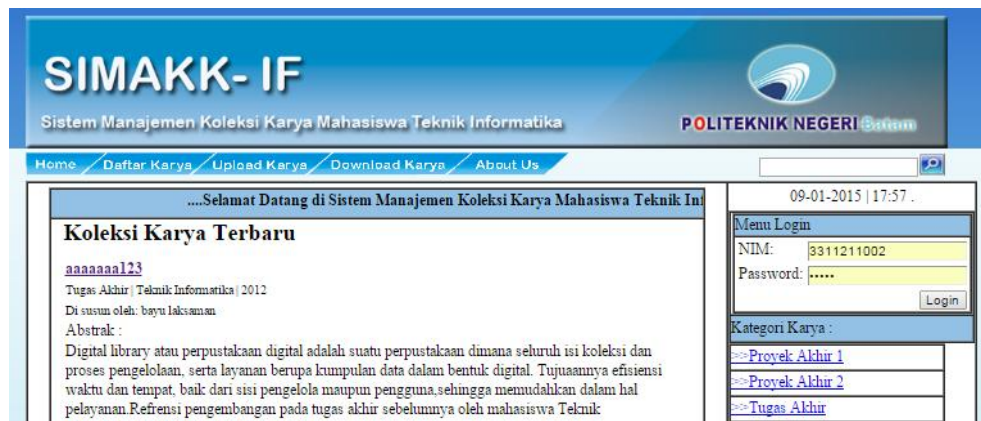 SIMAKK- IF
Sistem Manajemen Koleksi Karya Mahasiswa Teknik Informatika
POLITEKNIK NEGERI Batam
Home Daftar Karya Upload Karya Download Karya About Us
....Selamat Datang di Sistem Manajemen Koleksi Karya Mahasiswa Teknik Inf
Koleksi Karya Terbaru
aaaaaaa123
Tugas Akhir | Teknik Informatika | 2012
Di susun oleh: bayu laksaman
Abstrak :
Digital library atau perpustakaan digital adalah suatu perpustakaan dimana seluruh isi koleksi dan
proses pengelolaan, serta layanan berupa kumpulan data dalam bentuk digital. Tujuaannya efisiensi
waktu dan tempat, baik dari sisi pengelola maupun pengguna,sehingga memudahkan dalam hal
pelayanan.Refrensi pengembangan pada tugas akhir sebelumnya oleh mahasiswa Teknik
09-01-2015 | 17:57 .
Menu Login
NIM: 3311211002
Password: •••••
Login
Kategori Karya :
>>Proyek Akhir 1
>>Proyek Akhir 2
>>Tugas Akhir